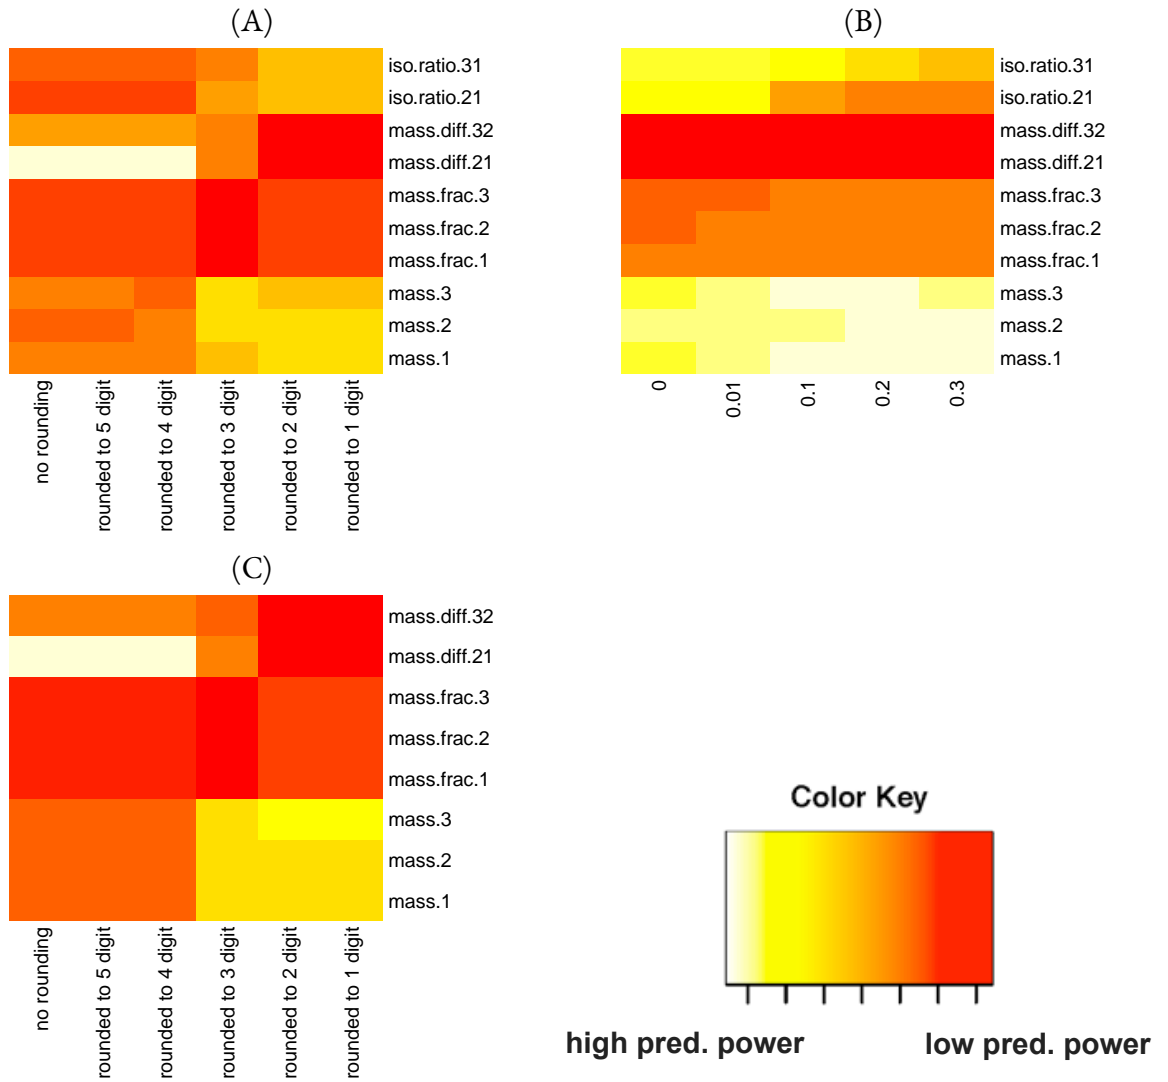 (A)
iso.ratio.31
iso.ratio.21
mass.diff.32
mass.diff.21
mass.frac.3
mass.frac.2
mass.frac.1
mass.3
mass.2
mass.1
no rounding
rounded to 5 digit
rounded to 4 digit
rounded to 3 digit
rounded to 2 digit
rounded to 1 digit
(B)
iso.ratio.31
iso.ratio.21
mass.diff.32
mass.diff.21
mass.frac.3
mass.frac.2
mass.frac.1
mass.3
mass.2
mass.1
0
0.01
0.1
0.2
0.3
(C)
mass.diff.32
mass.diff.21
mass.frac.3
mass.frac.2
mass.frac.1
mass.3
mass.2
mass.1
no rounding
rounded to 5 digit
rounded to 4 digit
rounded to 3 digit
rounded to 2 digit
rounded to 1 digit
Color Key
high pred. power
low pred. power